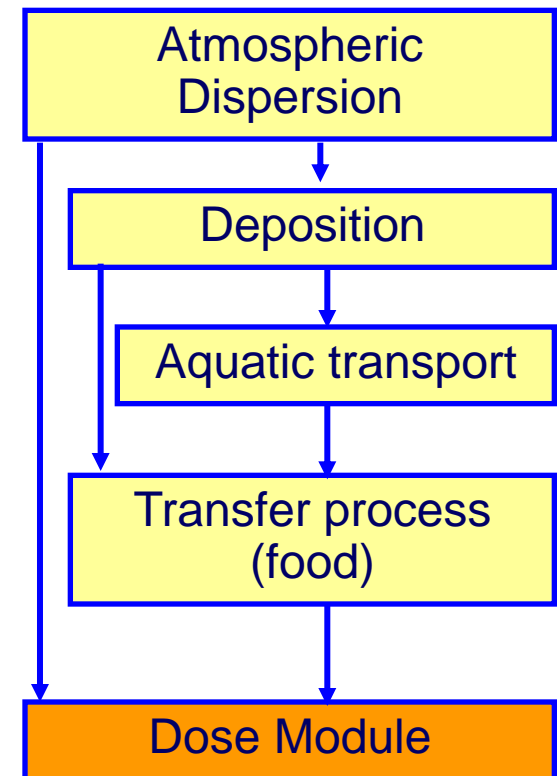 Atmospheric
Dispersion
Deposition
Aquatic transport
Transfer process
(food)
Dose Module